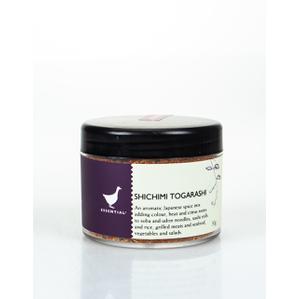 SHICHIMI TOGARASHI
An aromatic Japanese spice mix
adding colour, heat and citrus notes
to soba and udon noodles, sushi rolls
and rice, grilled meats and seafood,
vegetables and salads.
ESSENTIAL